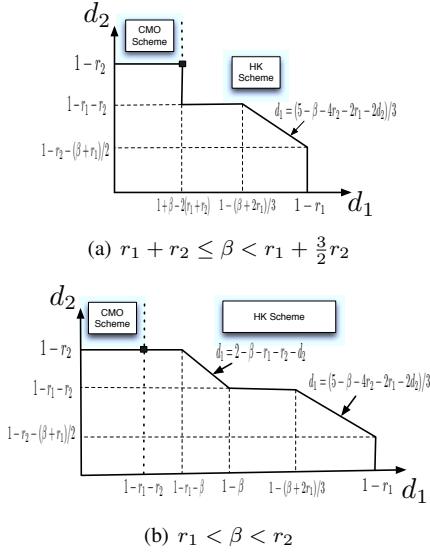 d₂
CMO
Scheme
1−r₂
HK
Scheme
d₁ = (5−β−4r₂−2r₁−2d₂)/3
1−r₁−r₂
1−r₂−(β+r₁)/2
1+β−2(r₁+r₂) 1−(β+2r₁)/3 1−r₁ d₁
(a) r₁ + r₂ ≤ β < r₁ + 3/2 r₂
d₂
CMO
Scheme
HK Scheme
1−r₂
d₁ = 2−β−r₁−r₂−d₂
1−r₁−r₂
d₁ = (5−β−4r₂−2r₁−2d₂)/3
1−r₂−(β+r₁)/2
1−r₁−r₂ 1−r₁−β 1−β 1−(β+2r₁)/3 1−r₁ d₁
(b) r₁ < β < r₂